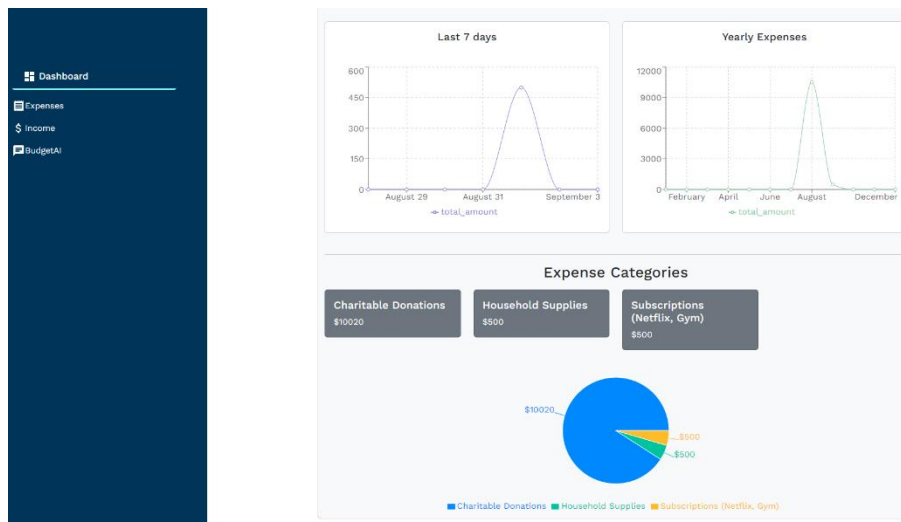 Dashboard
Expenses
Income
BudgetAI
Last 7 days
600
450
300
150
0
August 29
August 31
September 3
total_amount
Yearly Expenses
12000
9000
6000
3000
0
February
April
June
August
December
total_amount
Expense Categories
Charitable Donations
$10020
Household Supplies
$500
Subscriptions
(Netflix, Gym)
$500
$10020
$500
$500
Charitable Donations
Household Supplies
Subscriptions (Netflix, Gym)